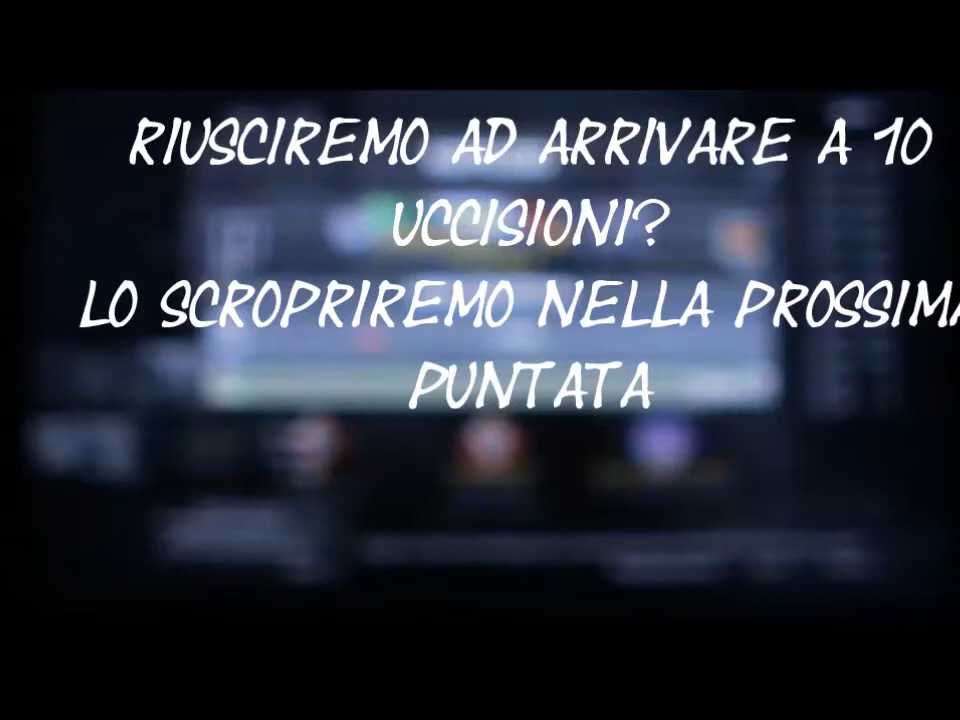 RIUSCIREMO AD ARRIVARE A 10
UCCISIONI?
LO SCROPRIREMO NELLA PROSSIMA
PUNTATA